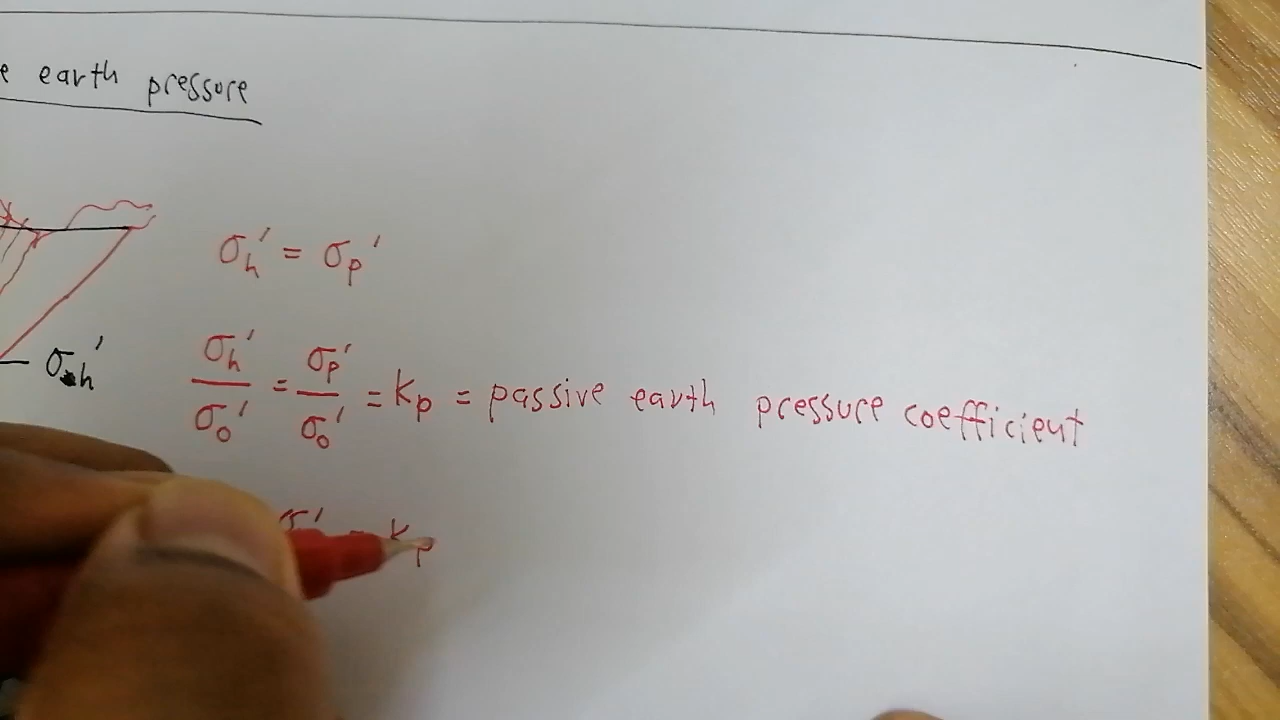 e earth pressure
σh' = σp'
σh'/σo' = σp'/σo' = kp = passive earth pressure coefficient
σh'
σ' = kp